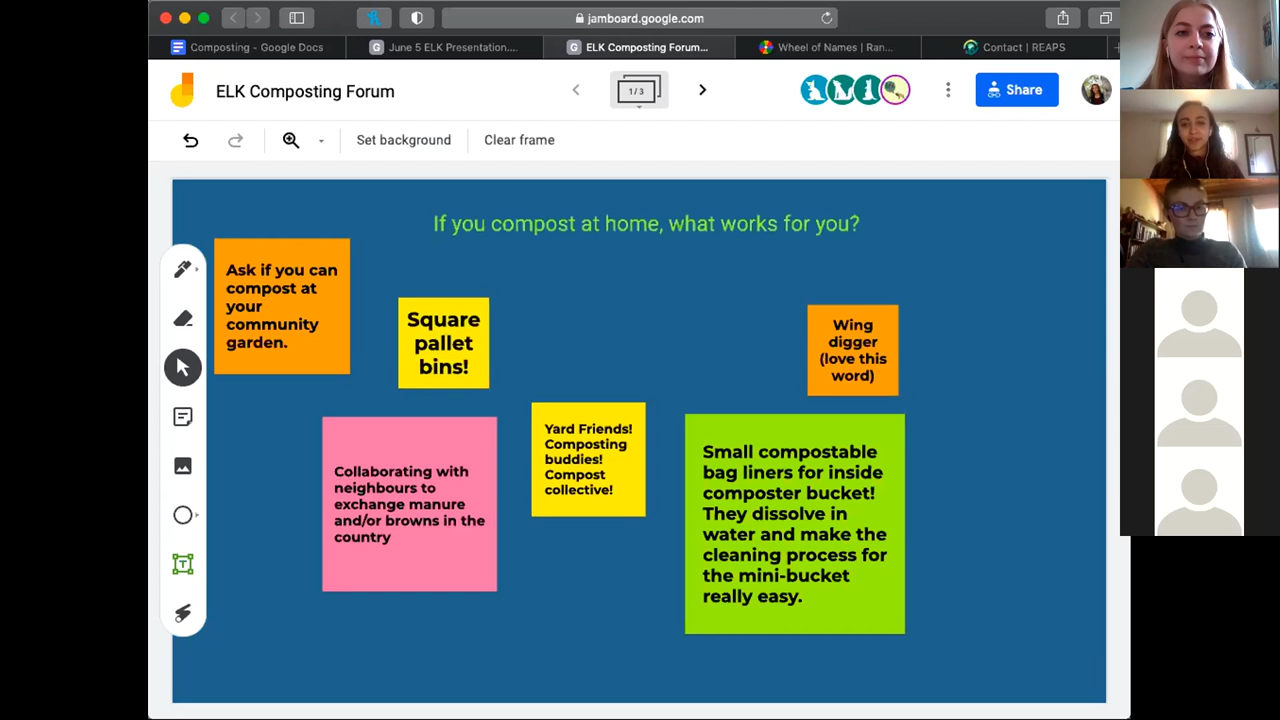 jamboard.google.com
Composting - Google Docs
June 5 ELK Presentation....
ELK Composting Forum...
Wheel of Names | Ran...
Contact | REAPS
ELK Composting Forum
1/3
Share
Set background
Clear frame
If you compost at home, what works for you?
Ask if you can
compost at
your
community
garden.
Square
pallet
bins!
Wing
digger
(love this
word)
Collaborating with
neighbours to
exchange manure
and/or browns in the
country
Yard Friends!
Composting
buddies!
Compost
collective!
Small compostable
bag liners for inside
composter bucket!
They dissolve in
water and make the
cleaning process for
the mini-bucket
really easy.